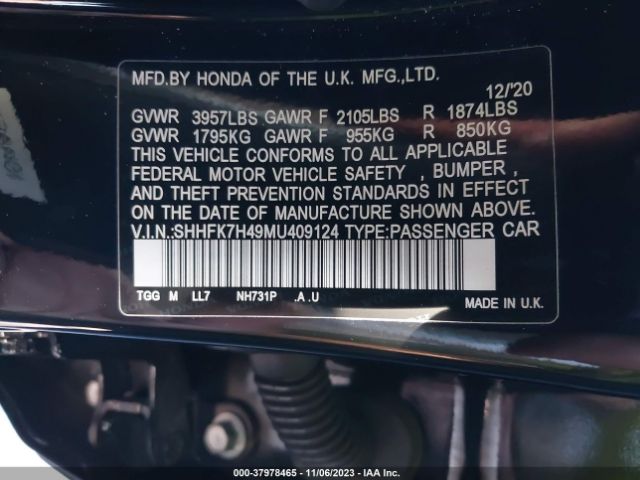 MFD.BY HONDA OF THE U.K. MFG.,LTD.
12/'20
GVWR 3957LBS GAWR F 2105LBS R 1874LBS
GVWR 1795KG GAWR F 955KG R 850KG
THIS VEHICLE CONFORMS TO ALL APPLICABLE
FEDERAL MOTOR VEHICLE SAFETY , BUMPER ,
AND THEFT PREVENTION STANDARDS IN EFFECT
ON THE DATE OF MANUFACTURE SHOWN ABOVE.
V.I.N.:SHHFK7H49MU409124 TYPE:PASSENGER CAR
TGG M LL7 NH731P .A .U
MADE IN U.K.
000-37978465 | 11/06/2023 | IAA Inc.